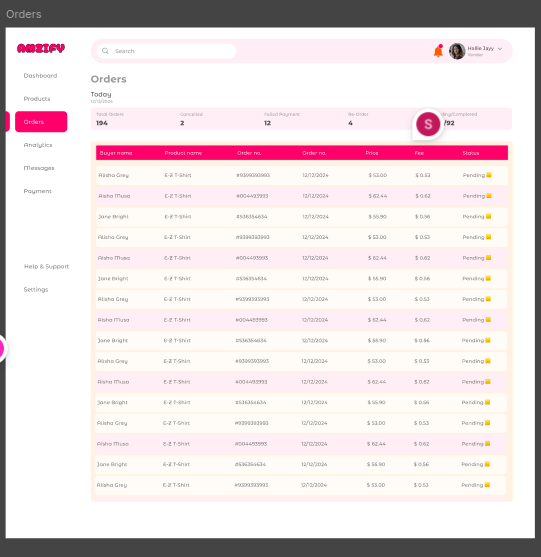 Orders
AMZIFY
Search
Hallie Jayy
Vendor
Dashboard
Products
Orders
Analytics
Messages
Payment
Help & Support
Settings
Orders
Today
12/12/2024
Total Orders Cancelled Failed Payment Re-Order /Completed
194 2 12 4 /92
S
Buyer name Product name Order no. Order no. Price Fee Status
Alisha Grey E-Z T-Shirt #9399393993 12/12/2024 $ 53.00 $ 0.53 Pending
Aisha Musa E-Z T-Shirt #004493993 12/12/2024 $ 62.44 $ 0.62 Pending
Jane Bright E-Z T-Shirt #536354634 12/12/2024 $ 55.90 $ 0.56 Pending
Alisha Grey E-Z T-Shirt #9399393993 12/12/2024 $ 53.00 $ 0.53 Pending
Aisha Musa E-Z T-Shirt #004493993 12/12/2024 $ 62.44 $ 0.62 Pending
Jane Bright E-Z T-Shirt #536354634 12/12/2024 $ 55.90 $ 0.56 Pending
Alisha Grey E-Z T-Shirt #9399393993 12/12/2024 $ 53.00 $ 0.53 Pending
Aisha Musa E-Z T-Shirt #004493993 12/12/2024 $ 62.44 $ 0.62 Pending
Jane Bright E-Z T-Shirt #536354634 12/12/2024 $ 55.90 $ 0.56 Pending
Alisha Grey E-Z T-Shirt #9399393993 12/12/2024 $ 53.00 $ 0.53 Pending
Aisha Musa E-Z T-Shirt #004493993 12/12/2024 $ 62.44 $ 0.62 Pending
Jane Bright E-Z T-Shirt #536354634 12/12/2024 $ 55.90 $ 0.56 Pending
Alisha Grey E-Z T-Shirt #9399393993 12/12/2024 $ 53.00 $ 0.53 Pending
Aisha Musa E-Z T-Shirt #004493993 12/12/2024 $ 62.44 $ 0.62 Pending
Jane Bright E-Z T-Shirt #536354634 12/12/2024 $ 55.90 $ 0.56 Pending
Alisha Grey E-Z T-Shirt #9399393993 12/12/2024 $ 53.00 $ 0.53 Pending